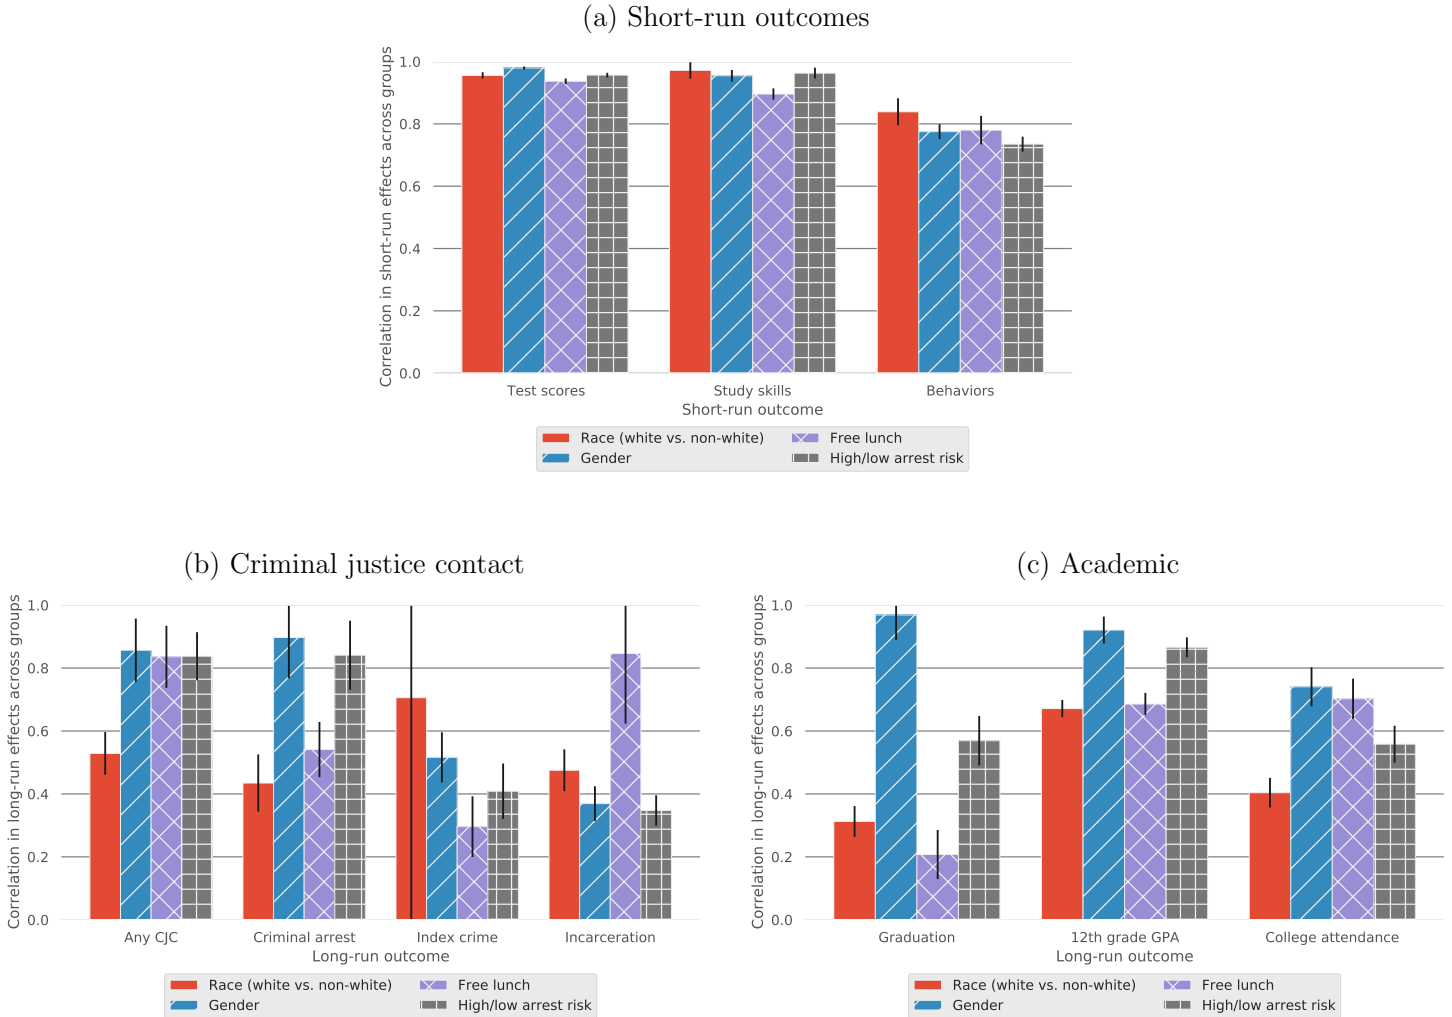 (a) Short-run outcomes
Correlation in short-run effects across groups
1.0
0.8
0.6
0.4
0.2
0.0
Test scores Study skills Behaviors
Short-run outcome
Race (white vs. non-white) Free lunch
Gender High/low arrest risk
(b) Criminal justice contact
Correlation in long-run effects across groups
1.0
0.8
0.6
0.4
0.2
0.0
Any CJC Criminal arrest Index crime Incarceration
Long-run outcome
Race (white vs. non-white) Free lunch
Gender High/low arrest risk
(c) Academic
Correlation in long-run effects across groups
1.0
0.8
0.6
0.4
0.2
0.0
Graduation 12th grade GPA College attendance
Long-run outcome
Race (white vs. non-white) Free lunch
Gender High/low arrest risk